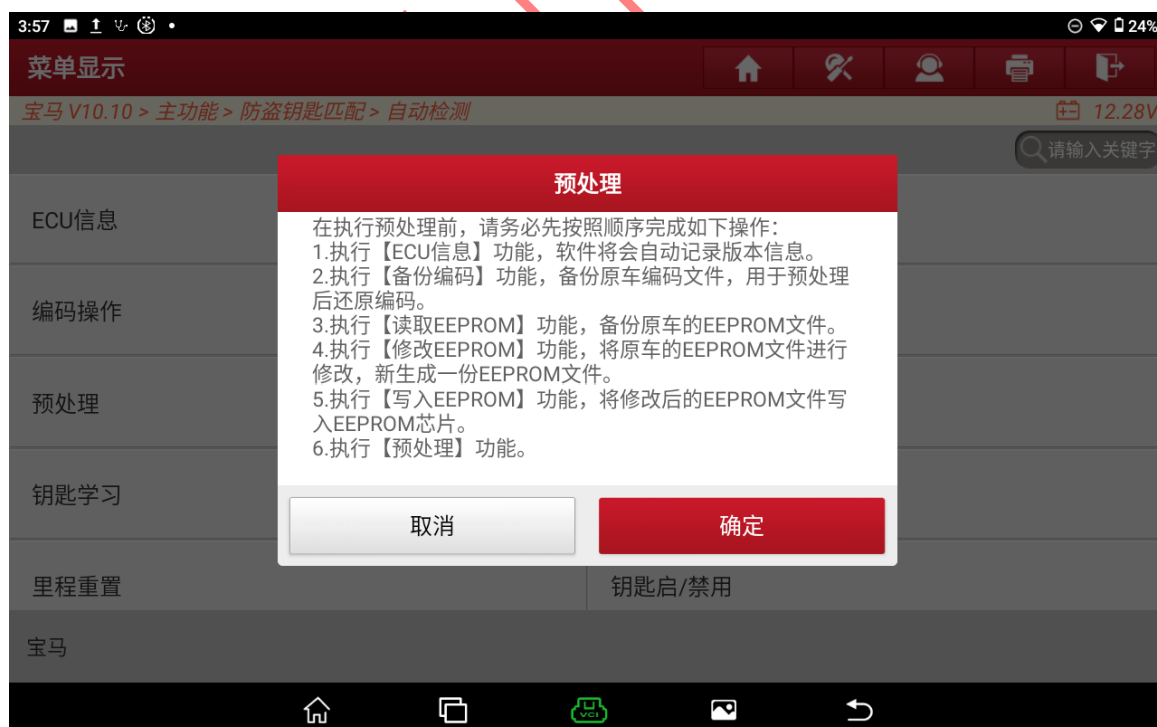 3:57
24%
菜单显示
宝马 V10.10 > 主功能 > 防盗钥匙匹配 > 自动检测
12.28V
请输入关键字
预处理
ECU信息
在执行预处理前，请务必先按照顺序完成如下操作：
1.执行【ECU信息】功能，软件将会自动记录版本信息。
2.执行【备份编码】功能，备份原车编码文件，用于预处理
后还原编码。
3.执行【读取EEPROM】功能，备份原车的EEPROM文件。
4.执行【修改EEPROM】功能，将原车的EEPROM文件进行
修改，新生成一份EEPROM文件。
5.执行【写入EEPROM】功能，将修改后的EEPROM文件写
入EEPROM芯片。
6.执行【预处理】功能。
编码操作
预处理
钥匙学习
取消
确定
里程重置
钥匙启/禁用
宝马
VCI